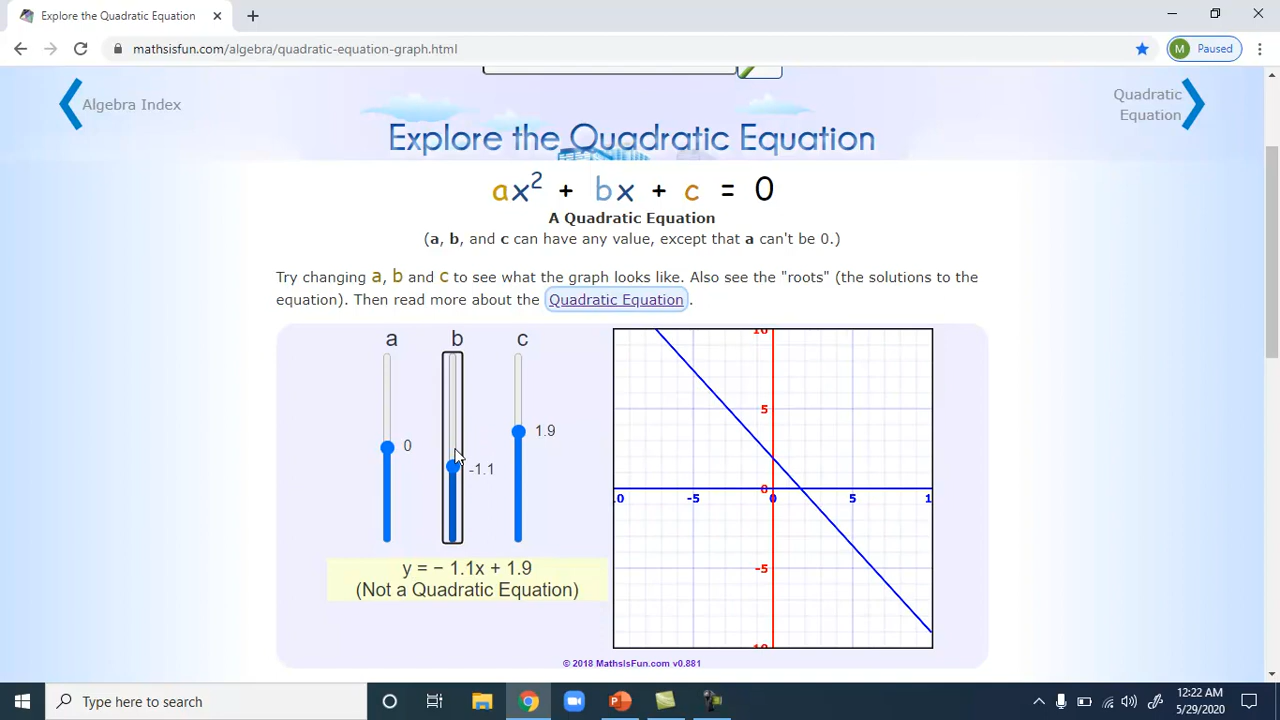 Explore the Quadratic Equation
mathsisfun.com/algebra/quadratic-equation-graph.html
M Paused
Algebra Index
Quadratic
Equation
Explore the Quadratic Equation
ax² + bx + c = 0
A Quadratic Equation
(a, b, and c can have any value, except that a can't be 0.)
Try changing a, b and c to see what the graph looks like. Also see the "roots" (the solutions to the
equation). Then read more about the Quadratic Equation.
a b c
0
-1.1
1.9
y = − 1.1x + 1.9
(Not a Quadratic Equation)
10
5
0
-5
-10
.0 -5 0 5 1
© 2018 MathsIsFun.com v0.881
Type here to search
12:22 AM
5/29/2020